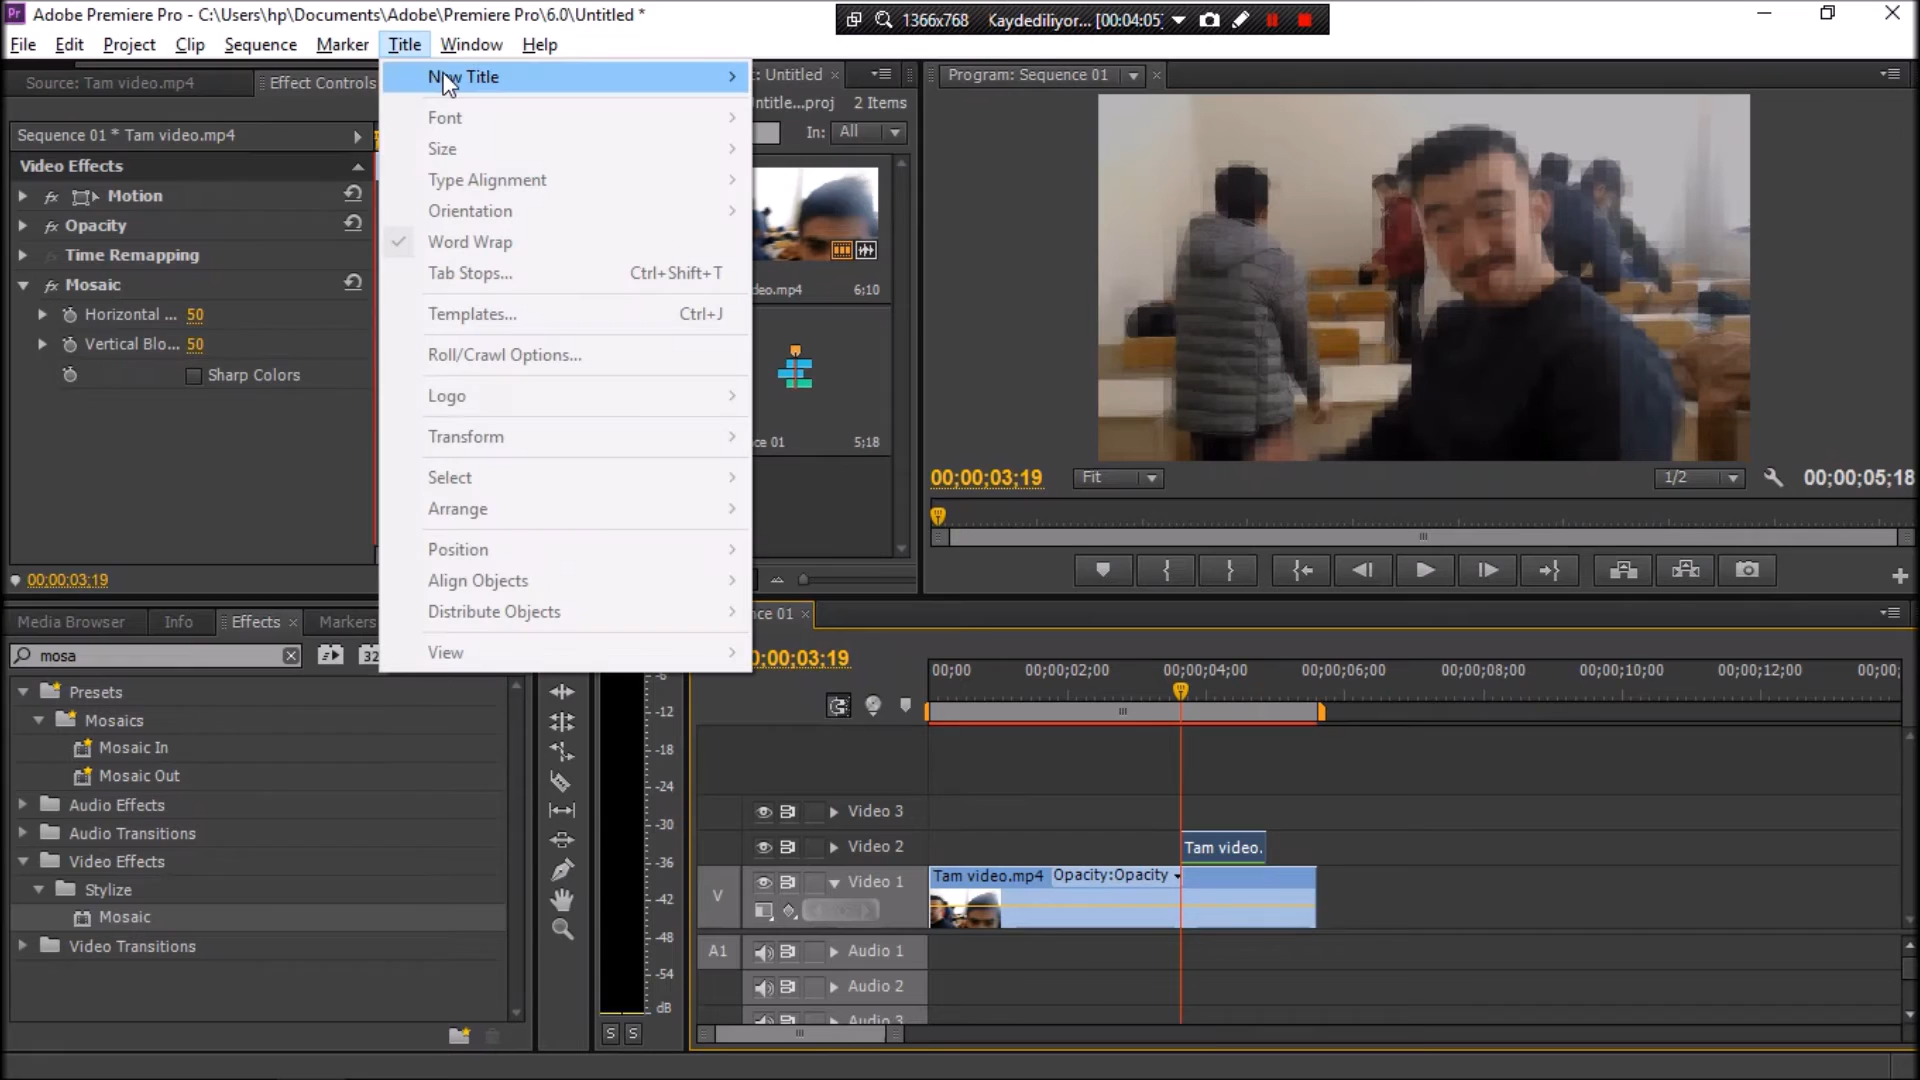 Adobe Premiere Pro - C:\Users\hp\Documents\Adobe\Premiere Pro\6.0\Untitled *
1366x768 Kaydediliyor... [00:04:05]
File Edit Project Clip Sequence Marker Title Window Help
Source: Tam video.mp4
Effect Controls
: Untitled
Program: Sequence 01
New Title
2 Items
In: All
Sequence 01 * Tam video.mp4
Video Effects
Motion
Opacity
Time Remapping
Mosaic
Horizontal ... 50
Vertical Blo... 50
Sharp Colors
00;00;03;19
Font
Size
Type Alignment
Orientation
Word Wrap
Tab Stops... Ctrl+Shift+T
Templates... Ctrl+J
Roll/Crawl Options...
Logo
Transform
Select
Arrange
Position
Align Objects
Distribute Objects
View
deo.mp4 6;10
ce 01 5;18
00;00;03;19 Fit 1/2 00;00;05;18
Media Browser Info Effects Markers
mosa
32
Presets
Mosaics
Mosaic In
Mosaic Out
Audio Effects
Audio Transitions
Video Effects
Stylize
Mosaic
Video Transitions
-6
-12
-18
-24
-30
-36
-42
-48
-54
dB
S S
ce 01
0;00;03;19
00;00 00;00;02;00 00;00;04;00 00;00;06;00 00;00;08;00 00;00;10;00 00;00;12;00 00;00;
Video 3
Video 2
Tam video.
V
Video 1
Tam video.mp4 Opacity:Opacity
A1
Audio 1
Audio 2
Audio 3